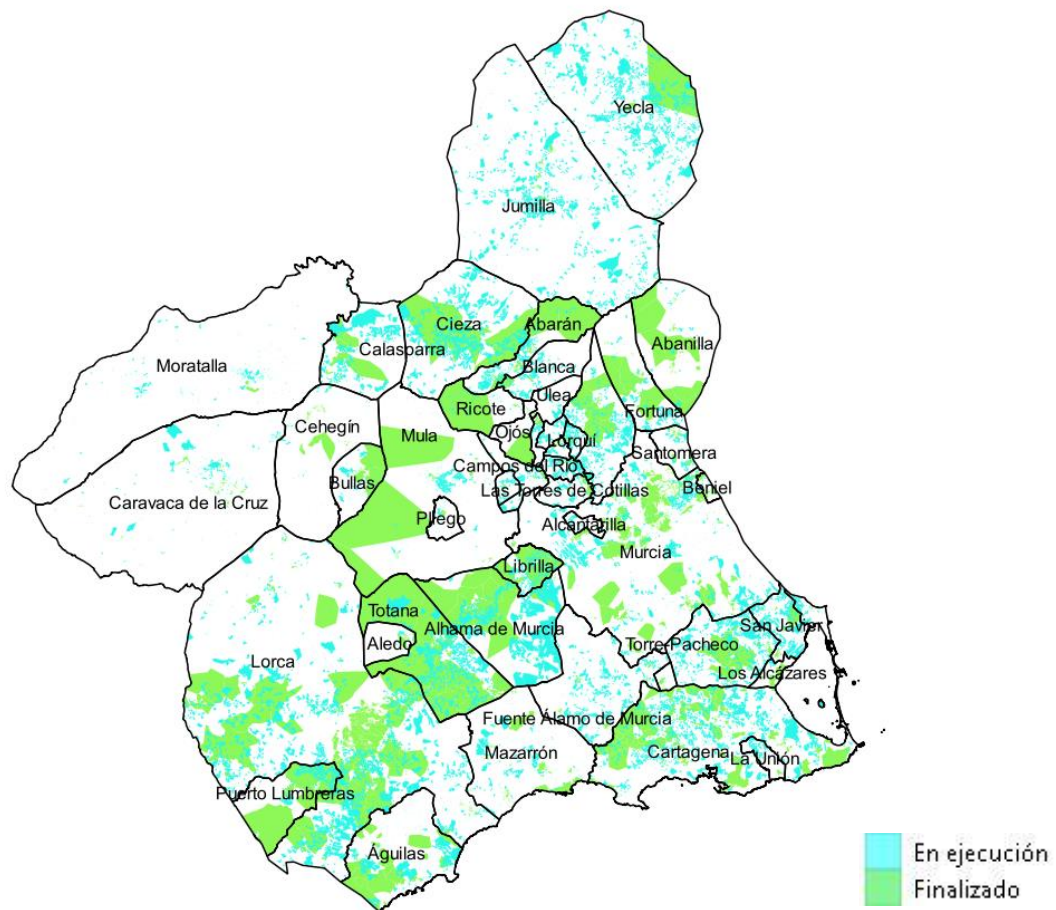 Yecla
Jumilla
Cieza
Abarán
Calasparra
Abanilla
Moratalla
Blanca
Ulea
Ricote
Fortuna
Cehegín
Mula
Ojós
Lorquí
Santomera
Campos del Río
Bullas
Las Torres de Cotillas
Beniel
Caravaca de la Cruz
Pliego
Alcantarilla
Murcia
Librilla
Totana
Alhama de Murcia
San Javier
Aledo
Torre-Pacheco
Lorca
Los Alcázares
Fuente Álamo de Murcia
Mazarrón
Cartagena
La Unión
Puerto Lumbreras
Águilas
En ejecución
Finalizado